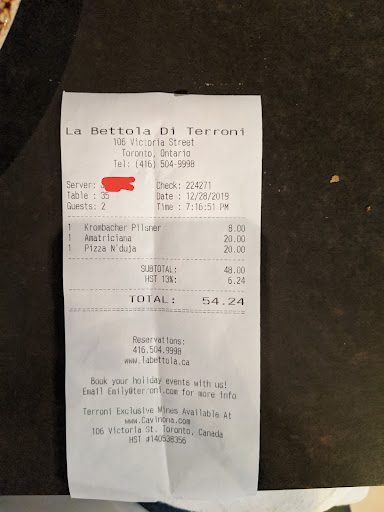 La Bettola Di Terroni
106 Victoria Street
Toronto, Ontario
Tel: (416) 504-9998
Server: Check: 224271
Table : 35 Date : 12/28/2019
Guests: 2 Time : 7:16:51 PM
1 Krombacher Pilsner 8.00
1 Amatriciana 20.00
1 Pizza N'duja 20.00
SUBTOTAL: 48.00
HST 13%: 6.24
TOTAL: 54.24
Reservations:
416.504.9998
www.labettola.ca
Book your holiday events with us!
Email Emily@terroni.com for more info
Terroni Exclusive Wines Available At
www.Cavinona.com
106 Victoria St. Toronto, Canada
HST #140538356